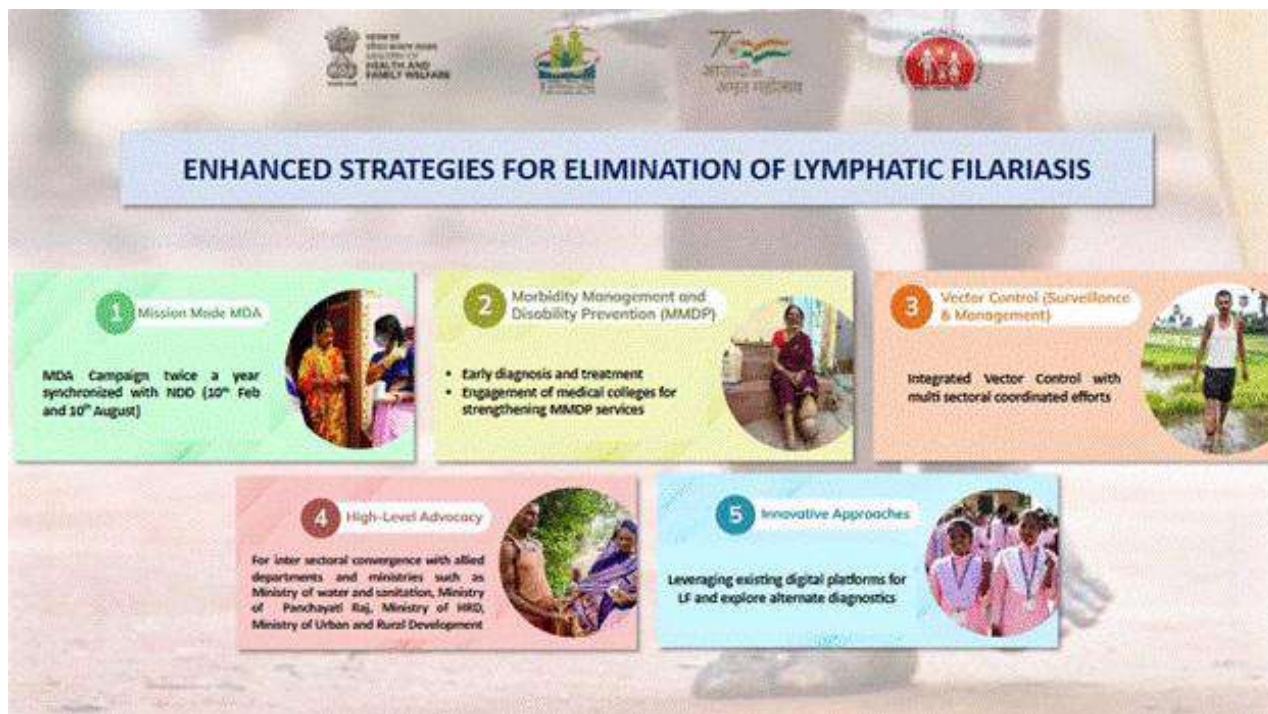 HEALTH AND
FAMILY WELFARE
आज़ादी का
अमृत महोत्सव
ENHANCED STRATEGIES FOR ELIMINATION OF LYMPHATIC FILARIASIS
1 Mission Mode MDA
MDA Campaign twice a year
synchronized with NDD (10th Feb
and 10th August)
2 Morbidity Management and
Disability Prevention (MMDP)
• Early diagnosis and treatment
• Engagement of medical colleges for
strengthening MMDP services
3 Vector Control (Surveillance
& Management)
Integrated Vector Control with
multi sectoral coordinated efforts
4 High-Level Advocacy
For inter sectoral convergence with allied
departments and ministries such as
Ministry of water and sanitation, Ministry
of Panchayati Raj, Ministry of HRD,
Ministry of Urban and Rural Development
5 Innovative Approaches
Leveraging existing digital platforms for
LF and explore alternate diagnostics